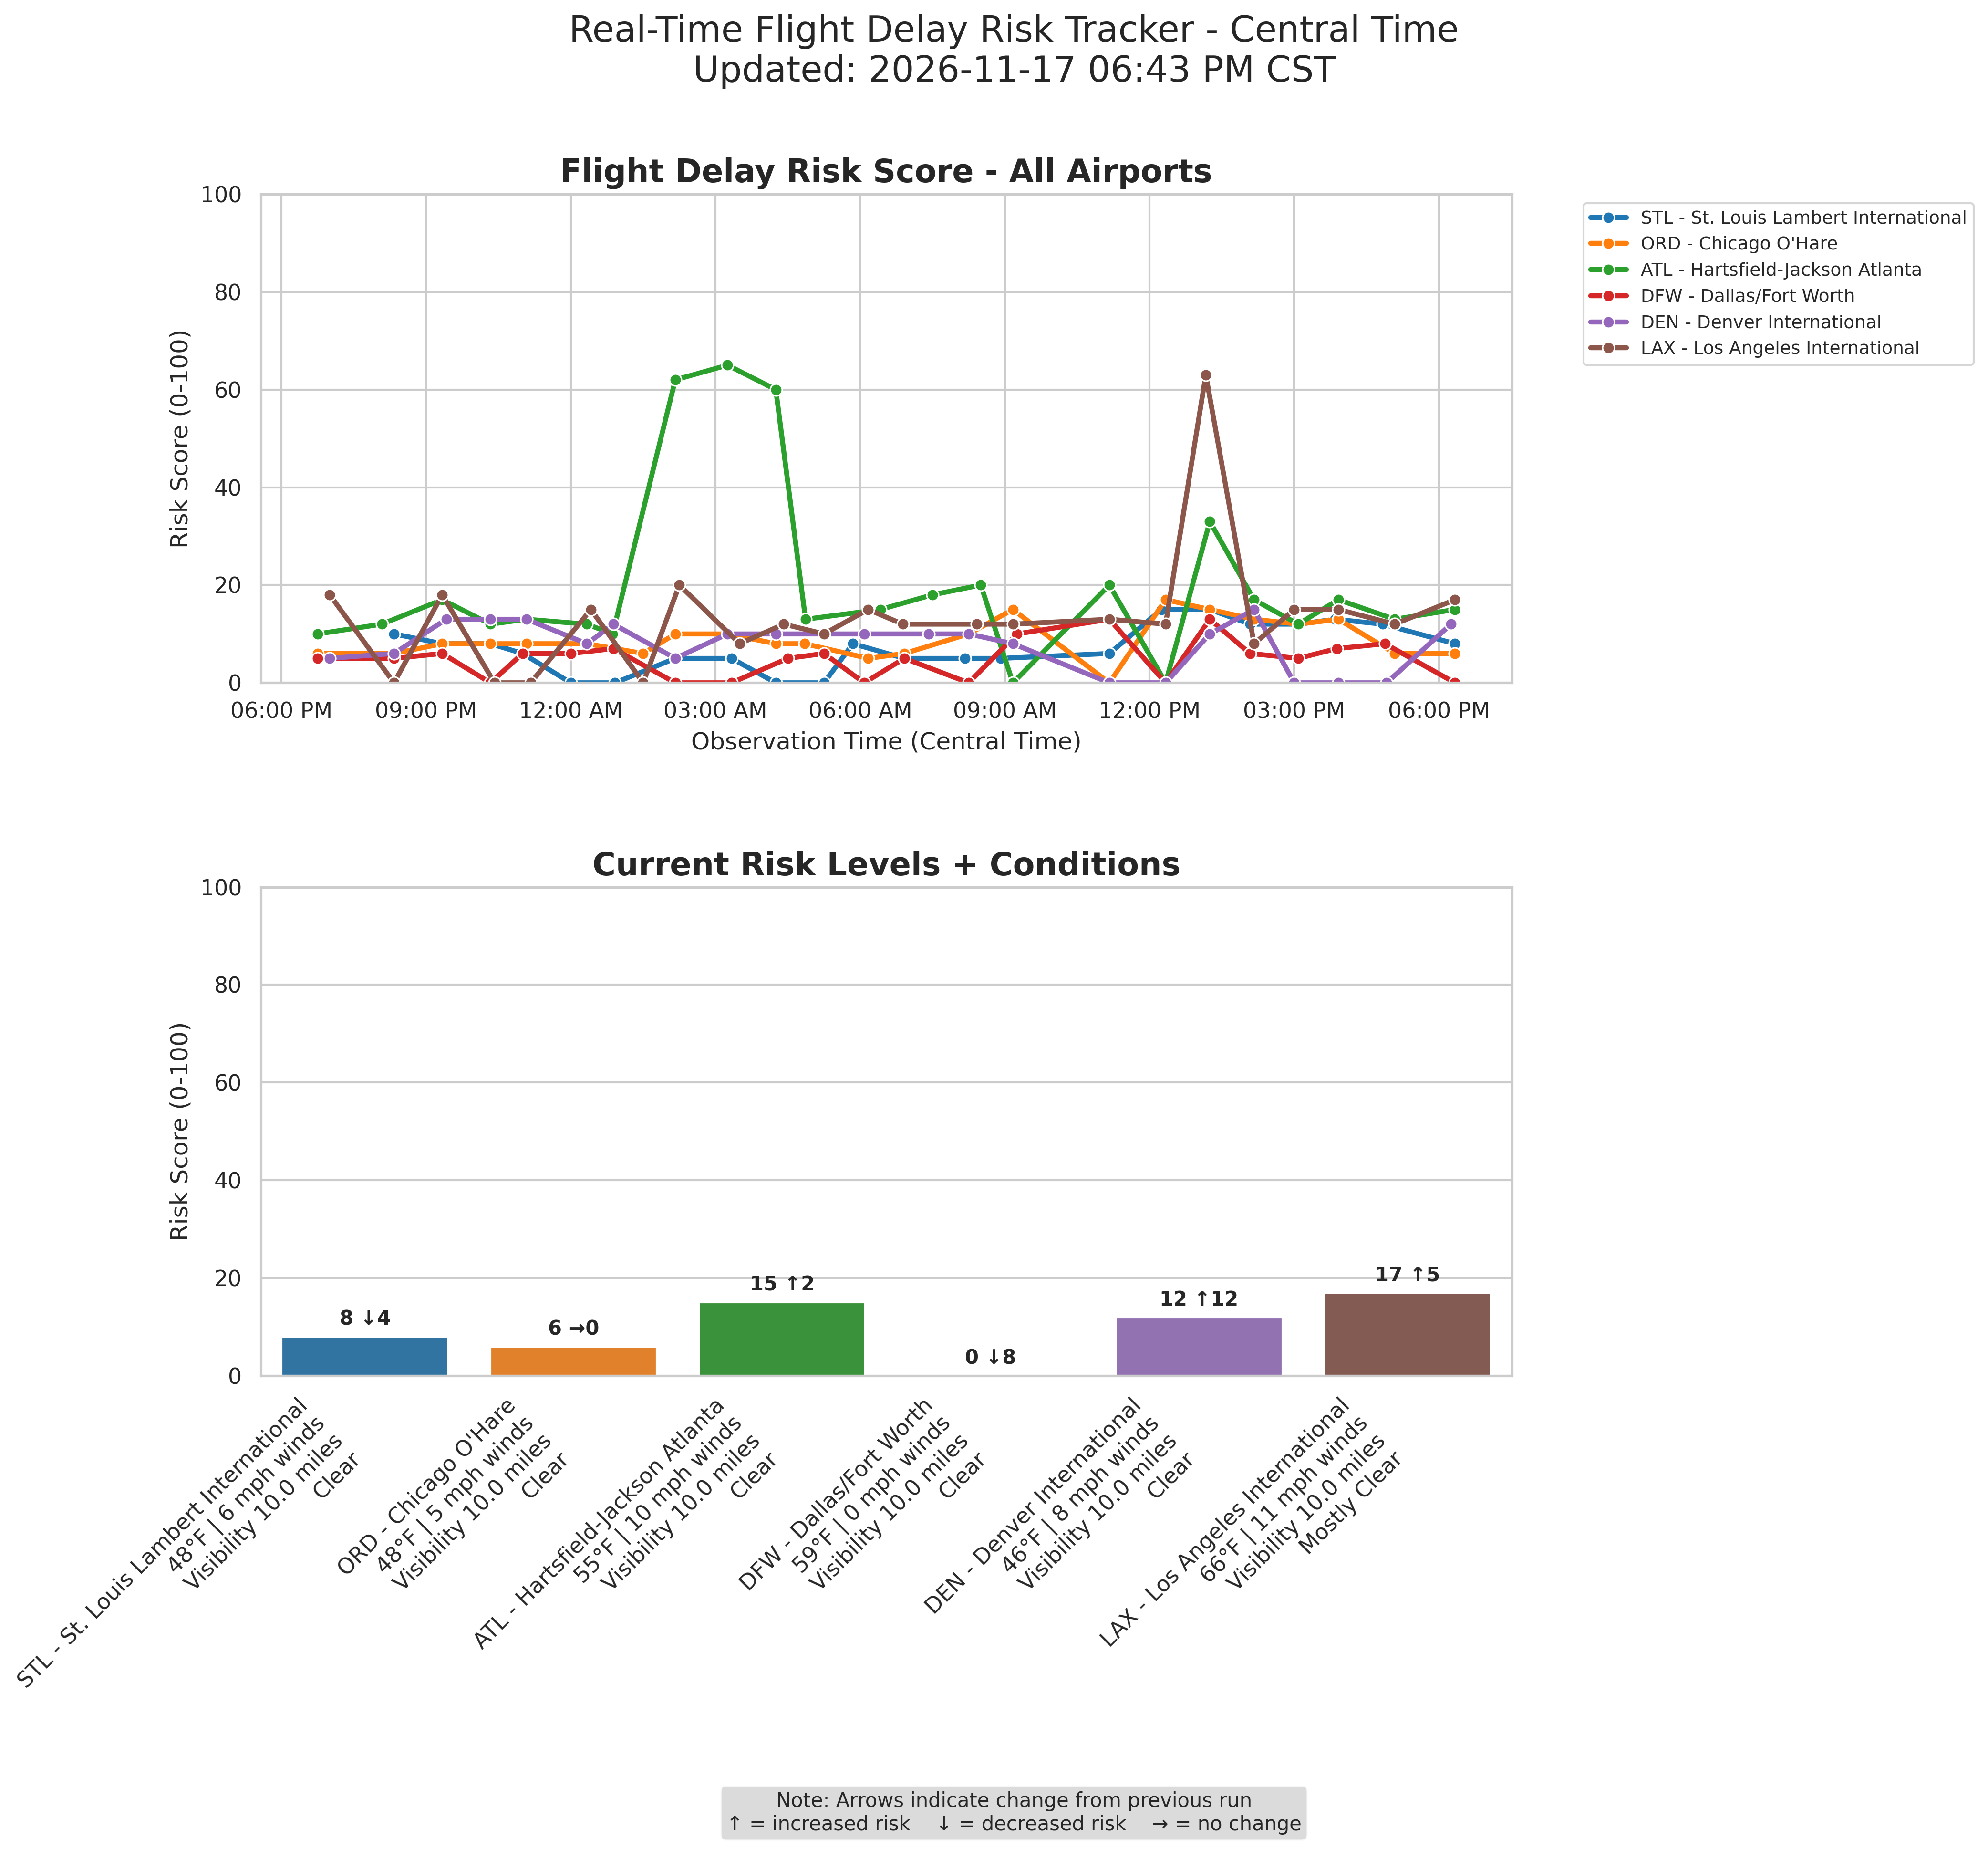 Real-Time Flight Delay Risk Tracker - Central Time
Updated: 2026-11-17 06:43 PM CST
Flight Delay Risk Score - All Airports
100
80
60
40
20
0
Risk Score (0-100)
06:00 PM
09:00 PM
12:00 AM
03:00 AM
06:00 AM
09:00 AM
12:00 PM
03:00 PM
06:00 PM
Observation Time (Central Time)
STL - St. Louis Lambert International
ORD - Chicago O'Hare
ATL - Hartsfield-Jackson Atlanta
DFW - Dallas/Fort Worth
DEN - Denver International
LAX - Los Angeles International
Current Risk Levels + Conditions
100
80
60
40
20
0
Risk Score (0-100)
8 ↓4
6 →0
15 ↑2
0 ↓8
12 ↑12
17 ↑5
STL - St. Louis Lambert International
48°F | 6 mph winds
Visibility 10.0 miles
Clear
ORD - Chicago O'Hare
48°F | 5 mph winds
Visibility 10.0 miles
Clear
ATL - Hartsfield-Jackson Atlanta
55°F | 10 mph winds
Visibility 10.0 miles
Clear
DFW - Dallas/Fort Worth
59°F | 0 mph winds
Visibility 10.0 miles
Clear
DEN - Denver International
46°F | 8 mph winds
Visibility 10.0 miles
Clear
LAX - Los Angeles International
66°F | 11 mph winds
Visibility 10.0 miles
Mostly Clear
Note: Arrows indicate change from previous run
↑ = increased risk ↓ = decreased risk → = no change